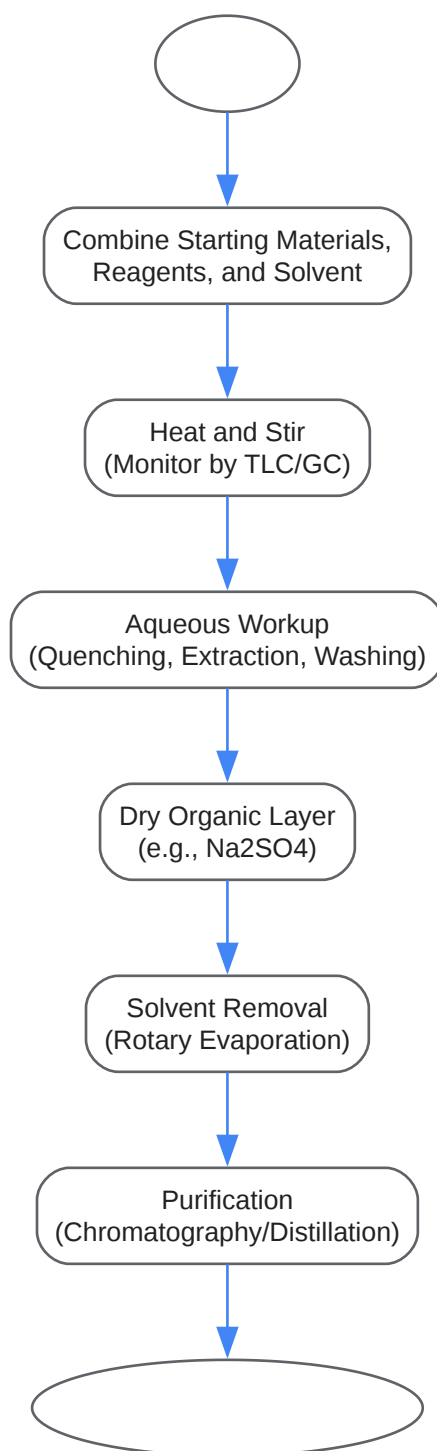 Combine Starting Materials,
Reagents, and Solvent
Heat and Stir
(Monitor by TLC/GC)
Aqueous Workup
(Quenching, Extraction, Washing)
Dry Organic Layer
(e.g., Na2SO4)
Solvent Removal
(Rotary Evaporation)
Purification
(Chromatography/Distillation)